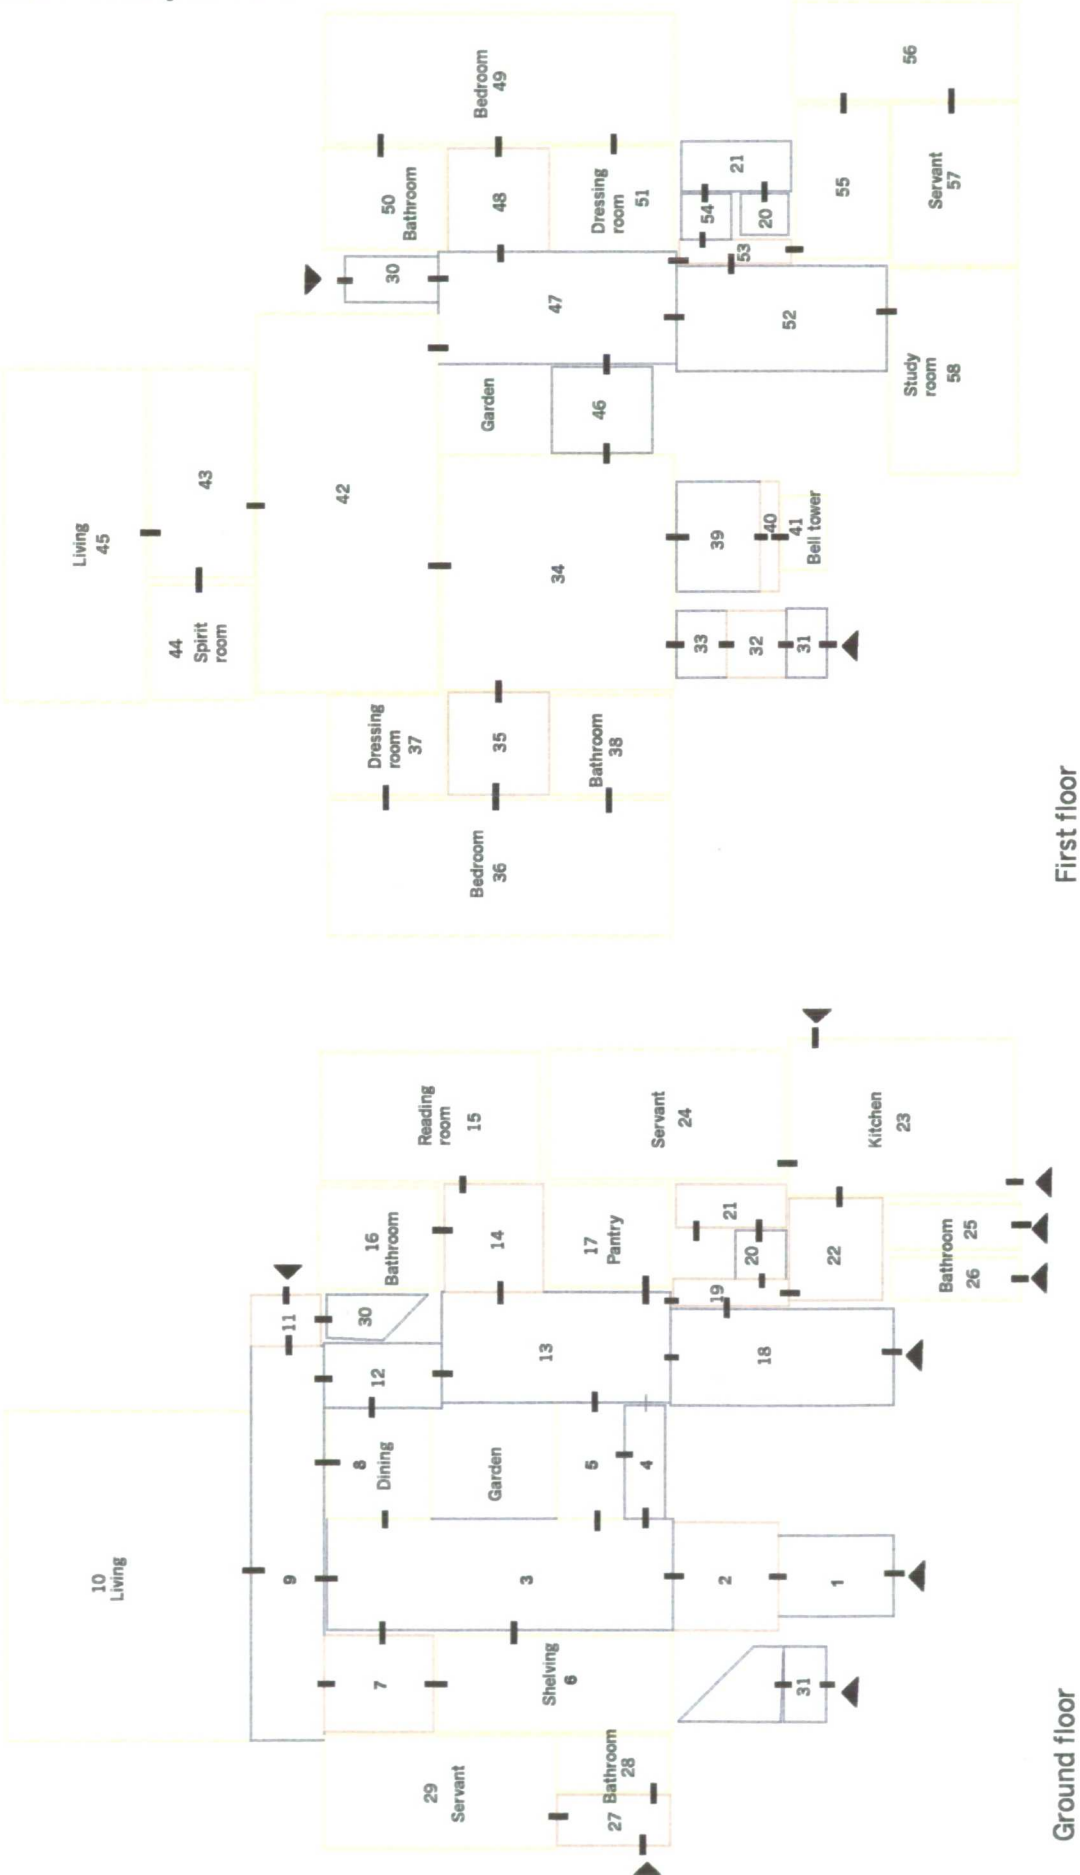 10
Living
9
11
16
Bathroom
Reading
room
15
8
Dining
12
30
14
7
3
Garden
13
17
Pantry
Servant
24
Shelving
6
5
4
21
20
19
29
Servant
Bathroom
28
27
31
2
1
18
22
Kitchen
23
Bathroom
26
25
Ground floor
Living
45
44
Spirit
room
43
42
30
50
Bathroom
Bedroom
49
Dressing
room
37
35
Bathroom
38
Bedroom
36
34
Garden
46
47
48
Dressing
room
51
33
32
31
39
40
41
Bell tower
52
53
54
20
21
55
56
Servant
57
Study
room
58
First floor